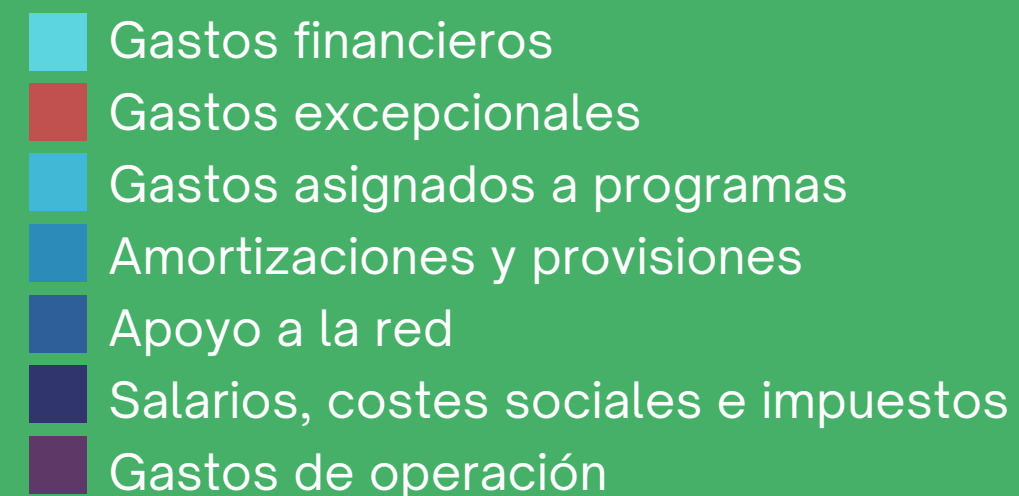 Gastos financieros
Gastos excepcionales
Gastos asignados a programas
Amortizaciones y provisiones
Apoyo a la red
Salarios, costes sociales e impuestos
Gastos de operación